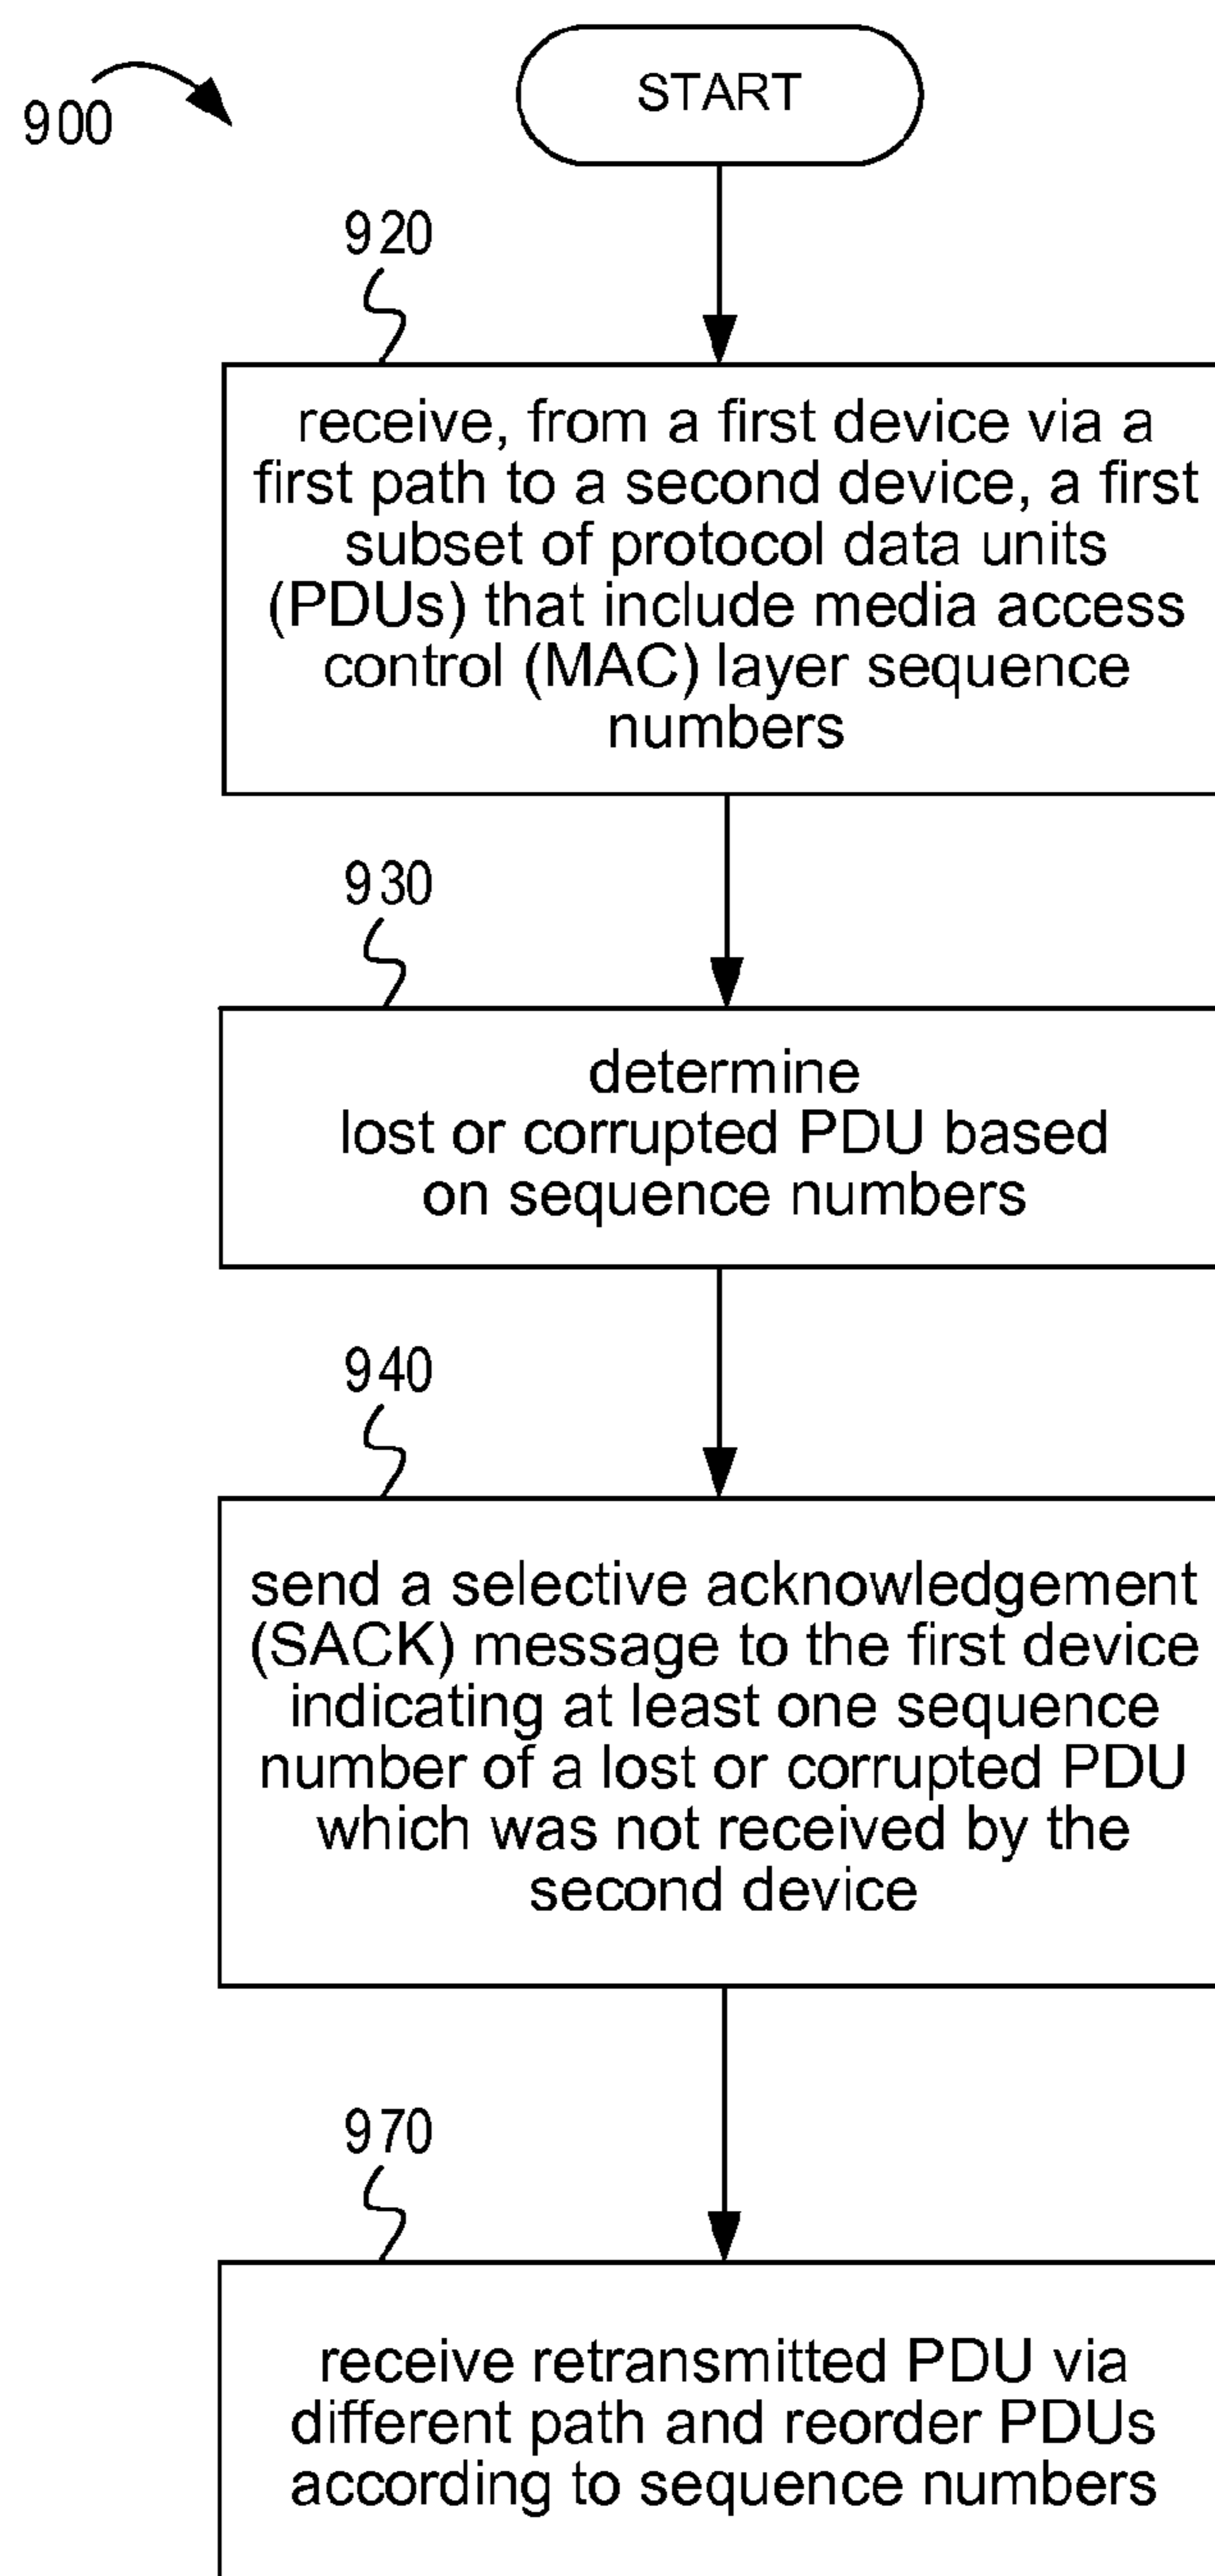 START
900
920
receive, from a first device via a
first path to a second device, a first
subset of protocol data units
(PDUs) that include media access
control (MAC) layer sequence
numbers
930
determine
lost or corrupted PDU based
on sequence numbers
940
send a selective acknowledgement
(SACK) message to the first device
indicating at least one sequence
number of a lost or corrupted PDU
which was not received by the
second device
970
receive retransmitted PDU via
different path and reorder PDUs
according to sequence numbers